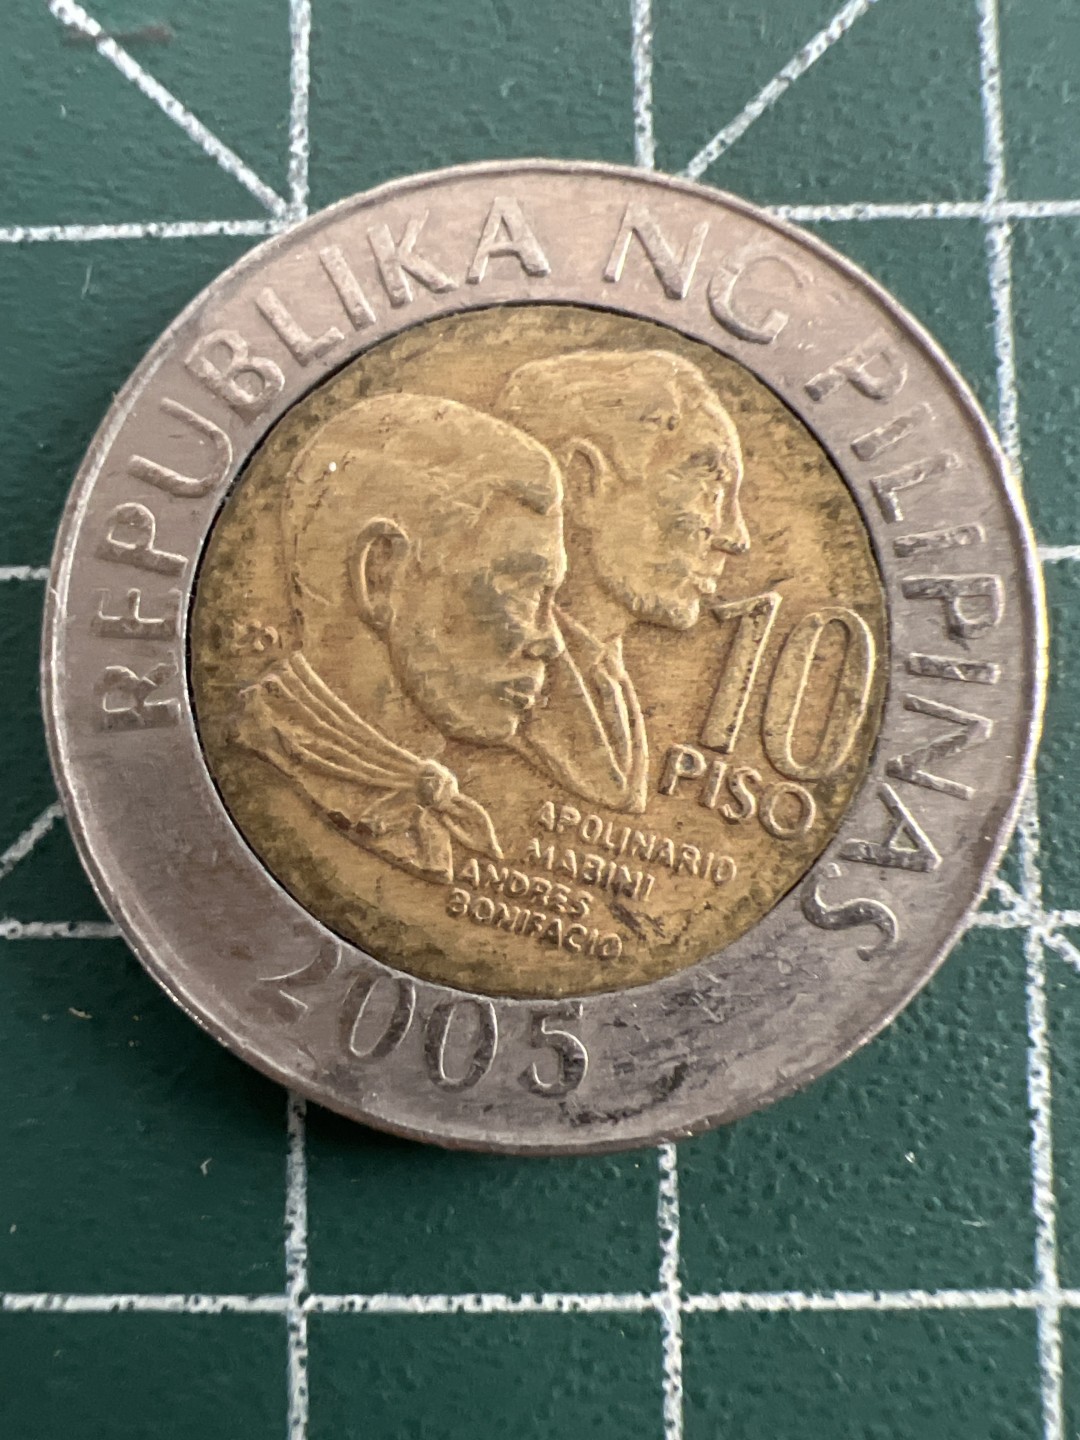 REPUBLIKA NG PILIPINAS
10
PISO
APOLINARIO
MABINI
ANDRES
BONIFACIO
2005